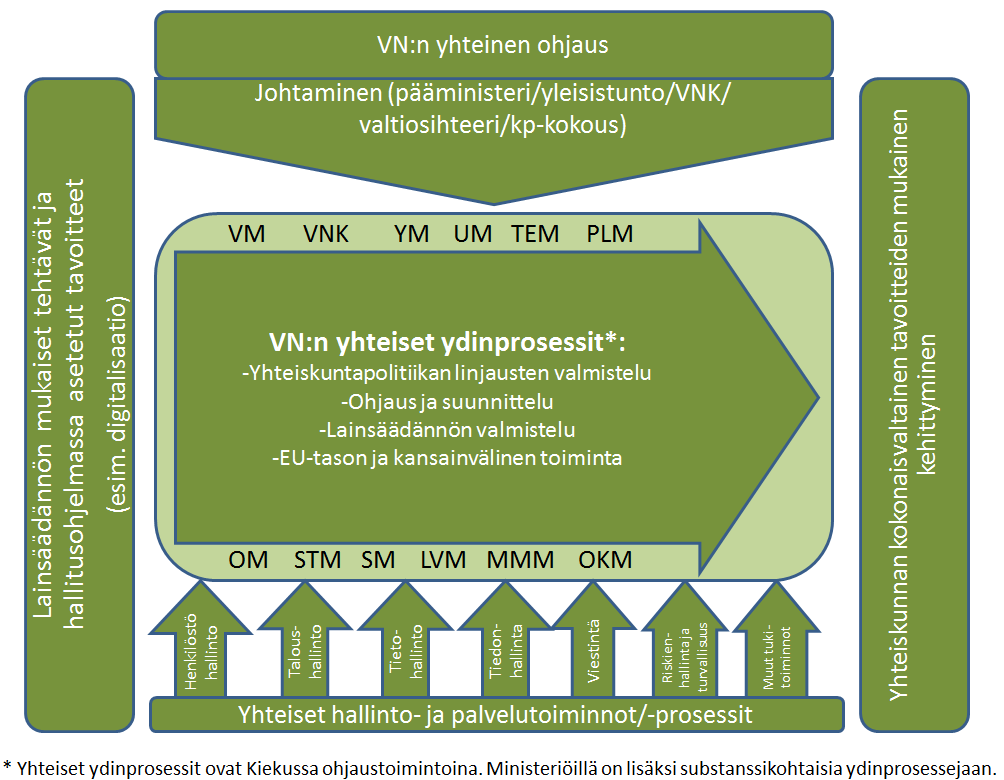 VN:n yhteinen ohjaus
Johtaminen (pääministeri/yleisistunto/VNK/
valtiosihteeri/kp-kokous)
Lainsäädännön mukaiset tehtävät ja
hallitusohjelmassa asetetut tavoitteet
(esim. digitalisaatio)
VM VNK YM UM TEM PLM
VN:n yhteiset ydinprosessit*:
-Yhteiskuntapolitiikan linjausten valmistelu
-Ohjaus ja suunnittelu
-Lainsäädännön valmistelu
-EU-tason ja kansainvälinen toiminta
OM STM SM LVM MMM OKM
Yhteiskunnan kokonaisvaltainen tavoitteiden mukainen
kehittyminen
Henkilöstö
hallinto
Talous-
hallinto
Tieto-
hallinto
Tiedon-
hallinta
Viestintä
Riskien-
hallinta ja
turvallisuus
Muut tuki-
toiminnot
Yhteiset hallinto- ja palvelutoiminnot/-prosessit
* Yhteiset ydinprosessit ovat Kiekussa ohjaustoimintoina. Ministeriöillä on lisäksi substanssikohtaisia ydinprosessejaan.